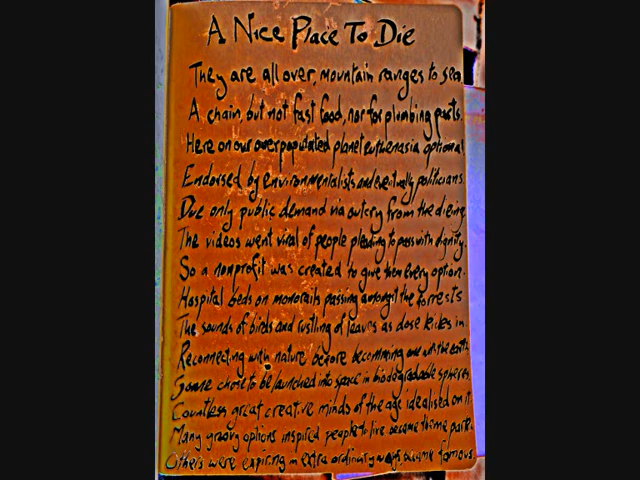 A Nice Place To Die
They are all over, mountain ranges to sea
A chain, but not fast food, nor for plumbing parts.
Here on our overpopulated planet euthenasia optional
Endorsed by environmentalists and eventually politicians.
Due only public demand via outcry from the dieing
The videos went viral of people pleading to pass with dignity.
So a nonprofit was created to give them every option.
Hospital beds on monorails passing amongst the forrests
The sounds of birds and rustling of leaves as dose kicks in.
Reconnecting with nature before becomming one with the earth
Some chose to be launched into space in biodegradable spheres
Countless great creative minds of the age idealised on it
Many groovy options inspired people to live became theme park.
Others were expiring in extra ordinary ways, became famous.